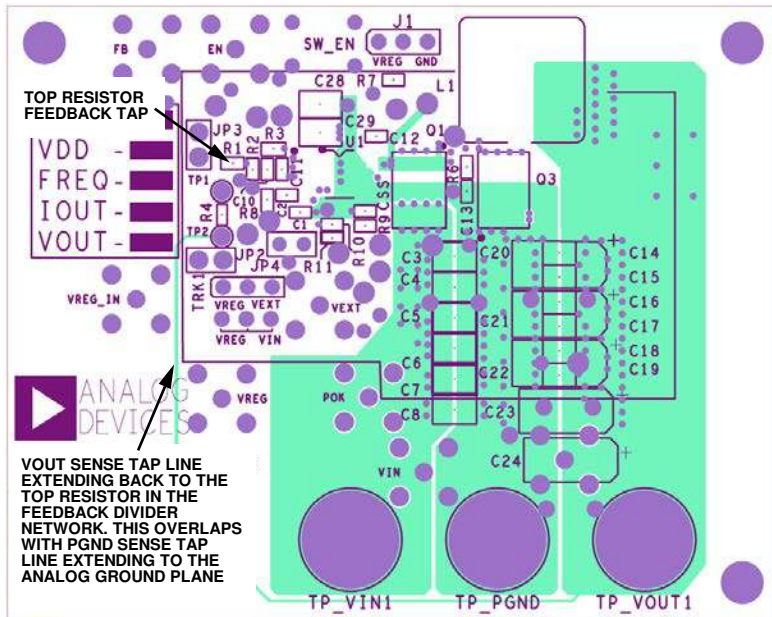 J1
FB
EN
SW_EN
VREG GND
C28
R7
L1
TOP RESISTOR
FEEDBACK TAP
C29
U1
C12
Q1
JP3
R2
R3
R1
C11
VDD -
FREQ -
IOUT -
VOUT -
TP1
R4
C10
R8
C2
C1
CSS
R6
C13
Q3
R9
R10
R11
TP2
JP2
JP4
TRK1
C3
C20
C14
C4
C15
VREG_IN
VREG VEXT
VEXT
C16
C5
C21
C17
VREG VIN
C18
C6
C19
C22
C7
ANALOG
DEVICES
VREG
POK
C8
C23
VIN
C24
VOUT SENSE TAP LINE
EXTENDING BACK TO THE
TOP RESISTOR IN THE
FEEDBACK DIVIDER
NETWORK. THIS OVERLAPS
WITH PGND SENSE TAP
LINE EXTENDING TO THE
ANALOG GROUND PLANE
TP_VIN1
TP_PGND
TP_VOUT1